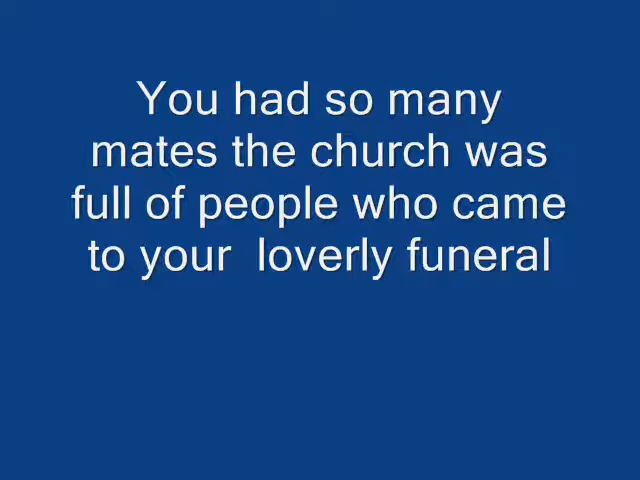 You had so many
mates the church was
full of people who came
to your  loverly funeral